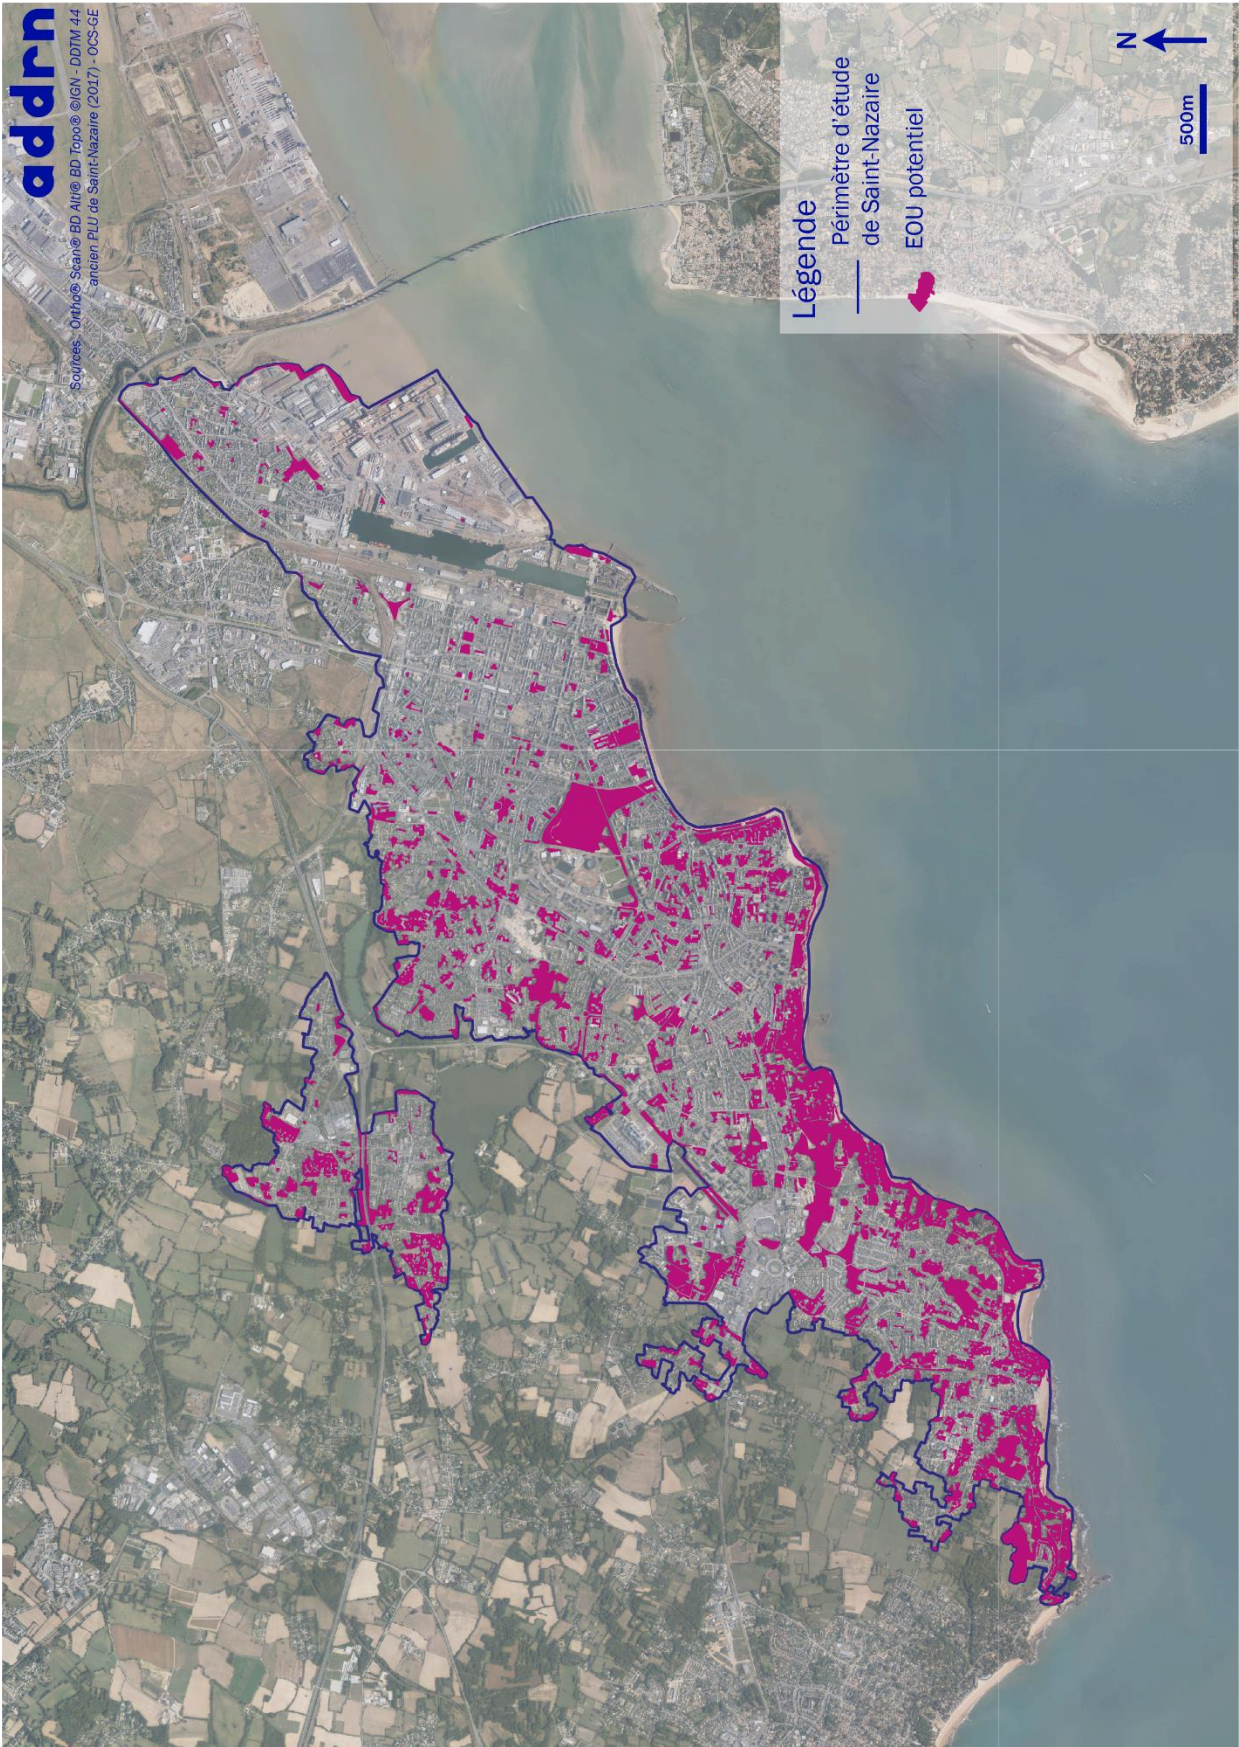 addrn
Sources : Ortho® Scan® BD Alti® BD Topo® ©IGN - DDTM 44
ancien PLU de Saint-Nazaire (2017) - OCS-GE
Légende
Périmètre d'étude
de Saint-Nazaire
EOU potentiel
N
500m